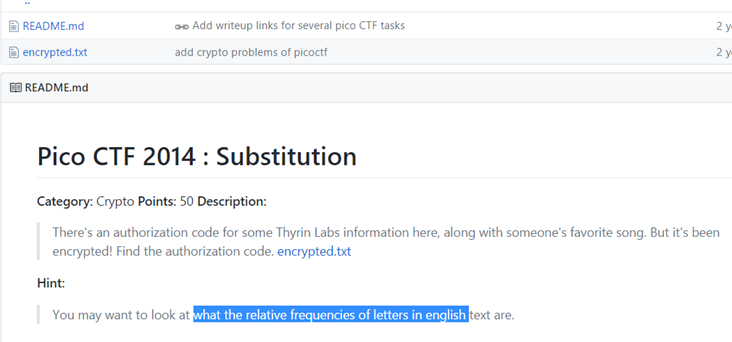 ..
README.md Add writeup links for several pico CTF tasks 2 y
encrypted.txt add crypto problems of picoctf 2 y
README.md
Pico CTF 2014 : Substitution
Category: Crypto Points: 50 Description:
There's an authorization code for some Thyrin Labs information here, along with someone's favorite song. But it's been
encrypted! Find the authorization code. encrypted.txt
Hint:
You may want to look at what the relative frequencies of letters in english text are.